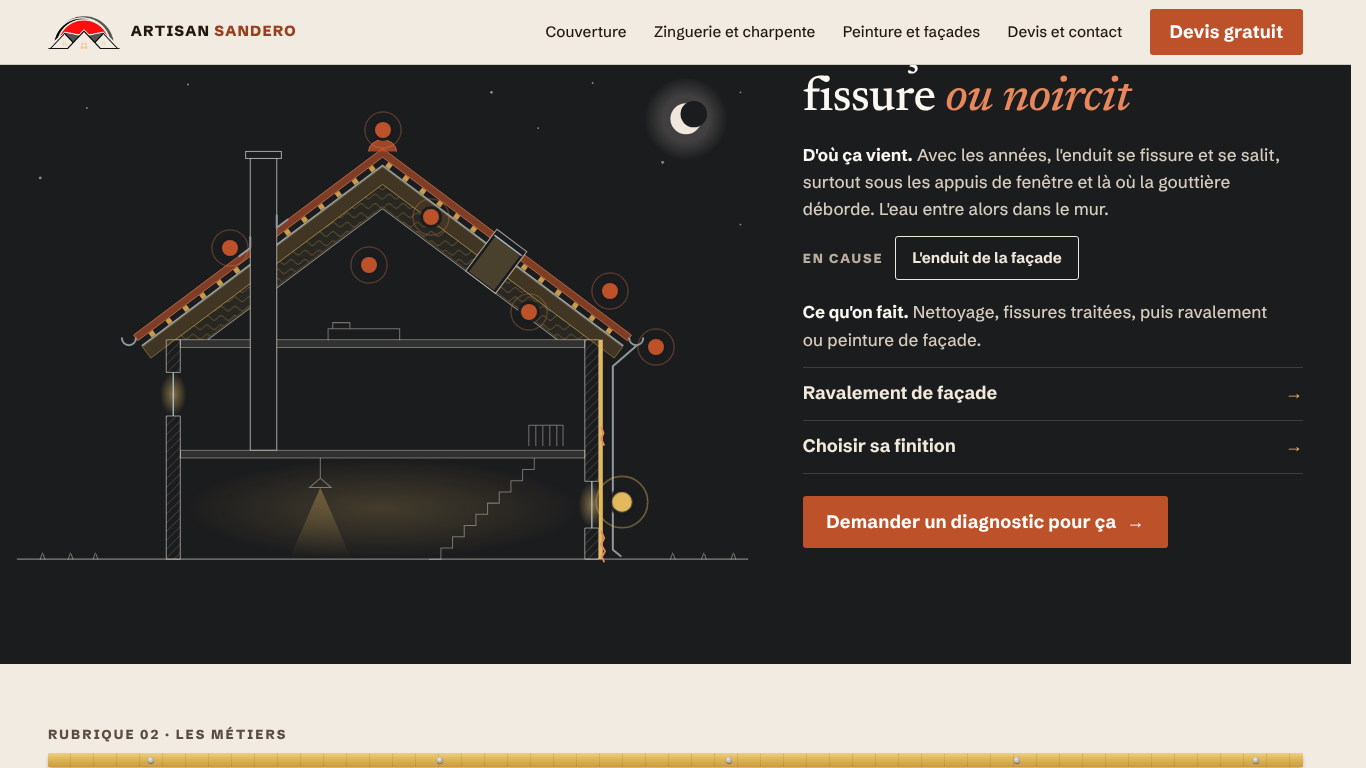 ARTISAN SANDERO
Couverture
Zinguerie et charpente
Peinture et façades
Devis et contact
Devis gratuit
fissure ou noircit
D'où ça vient. Avec les années, l'enduit se fissure et se salit,
surtout sous les appuis de fenêtre et là où la gouttière
déborde. L'eau entre alors dans le mur.
EN CAUSE
L'enduit de la façade
Ce qu'on fait. Nettoyage, fissures traitées, puis ravalement
ou peinture de façade.
Ravalement de façade →
Choisir sa finition →
Demander un diagnostic pour ça →
RUBRIQUE 02 · LES MÉTIERS